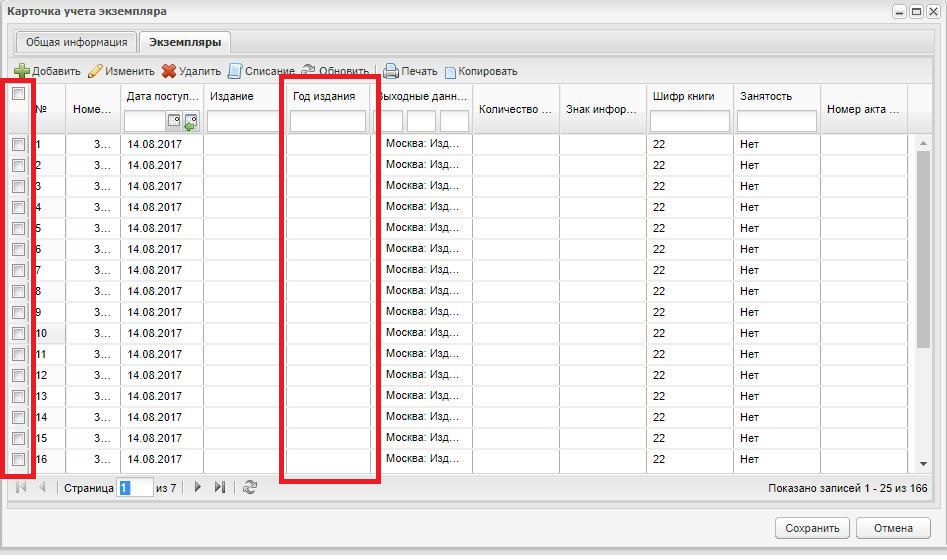 Карточка учета экземпляра
Общая информация Экземпляры
Добавить Изменить Удалить Списание Обновить Печать Копировать
№ Номе... Дата поступ... Издание Год издания Выходные данн... Количество ... Знак инфор... Шифр книги Занятость Номер акта ...
1 3... 14.08.2017 Москва: Изд... 22 Нет
2 3... 14.08.2017 Москва: Изд... 22 Нет
3 3... 14.08.2017 Москва: Изд... 22 Нет
4 3... 14.08.2017 Москва: Изд... 22 Нет
5 3... 14.08.2017 Москва: Изд... 22 Нет
6 3... 14.08.2017 Москва: Изд... 22 Нет
7 3... 14.08.2017 Москва: Изд... 22 Нет
8 3... 14.08.2017 Москва: Изд... 22 Нет
9 3... 14.08.2017 Москва: Изд... 22 Нет
10 3... 14.08.2017 Москва: Изд... 22 Нет
11 3... 14.08.2017 Москва: Изд... 22 Нет
12 3... 14.08.2017 Москва: Изд... 22 Нет
13 3... 14.08.2017 Москва: Изд... 22 Нет
14 3... 14.08.2017 Москва: Изд... 22 Нет
15 3... 14.08.2017 Москва: Изд... 22 Нет
16 3... 14.08.2017 Москва: Изд... 22 Нет
Страница 1 из 7 Показано записей 1 - 25 из 166
Сохранить Отмена